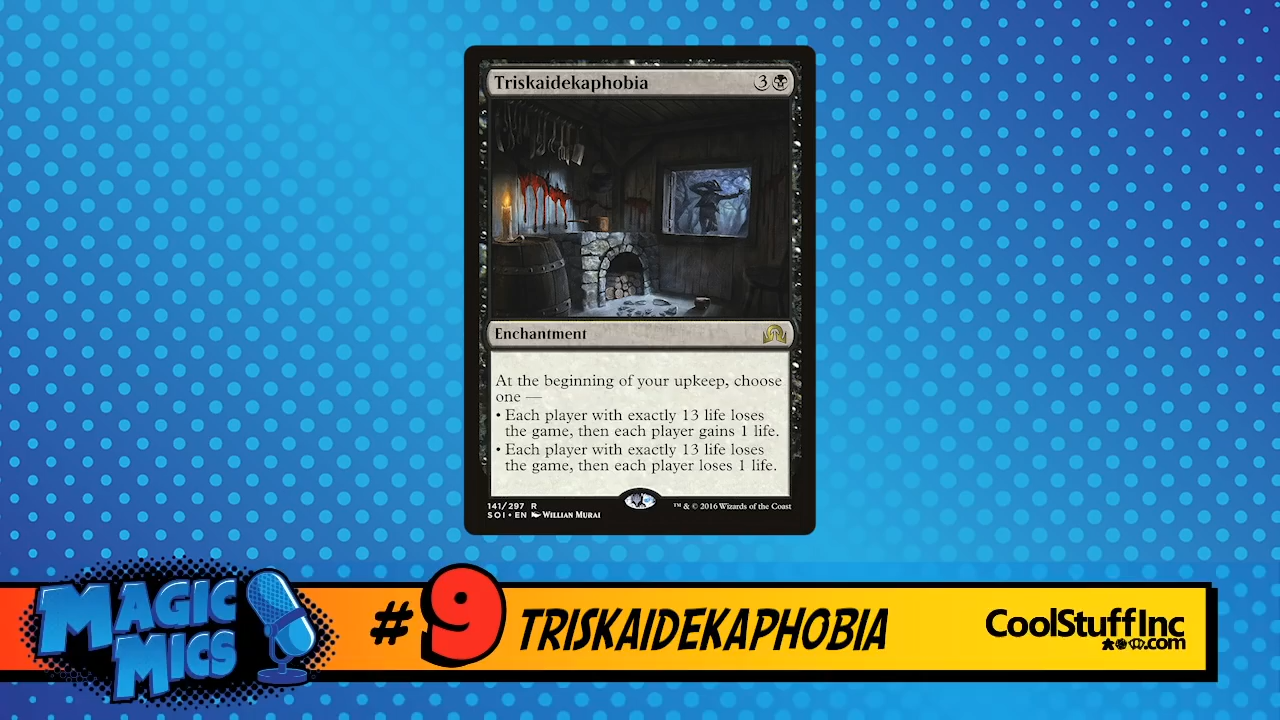 Triskaidekaphobia 3
Enchantment
At the beginning of your upkeep, choose
one —
• Each player with exactly 13 life loses
the game, then each player gains 1 life.
• Each player with exactly 13 life loses
the game, then each player loses 1 life.
141/297 R
SOI • EN WILLIAN MURAI
™ & © 2016 Wizards of the Coast
MAGIC
MICS
#9 TRISKAIDEKAPHOBIA
CoolStuffInc
.com